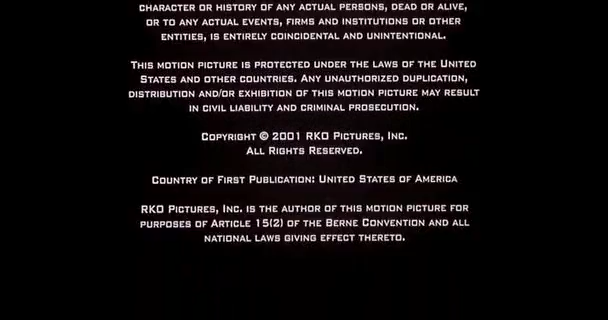 CHARACTER OR HISTORY OF ANY ACTUAL PERSONS, DEAD OR ALIVE,
OR TO ANY ACTUAL EVENTS, FIRMS AND INSTITUTIONS OR OTHER
ENTITIES, IS ENTIRELY COINCIDENTAL AND UNINTENTIONAL.
THIS MOTION PICTURE IS PROTECTED UNDER THE LAWS OF THE UNITED
STATES AND OTHER COUNTRIES. ANY UNAUTHORIZED DUPLICATION,
DISTRIBUTION AND/OR EXHIBITION OF THIS MOTION PICTURE MAY RESULT
IN CIVIL LIABILITY AND CRIMINAL PROSECUTION.
COPYRIGHT © 2001 RKO PICTURES, INC.
ALL RIGHTS RESERVED.
COUNTRY OF FIRST PUBLICATION: UNITED STATES OF AMERICA
RKO PICTURES, INC. IS THE AUTHOR OF THIS MOTION PICTURE FOR
PURPOSES OF ARTICLE 15(2) OF THE BERNE CONVENTION AND ALL
NATIONAL LAWS GIVING EFFECT THERETO.